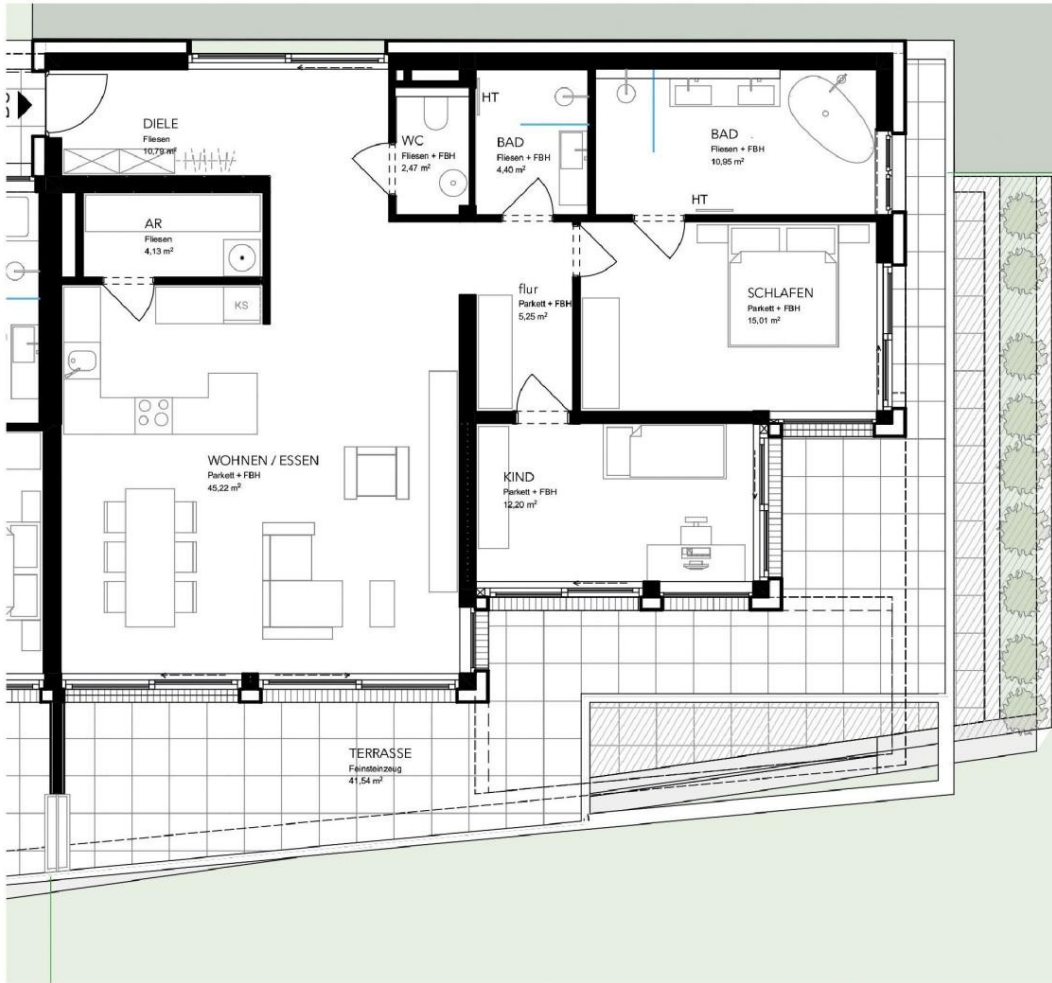 DIELE
Fliesen
10,79 m²
WC
Fliesen + FBH
2,47 m²
HT
BAD
Fliesen + FBH
4,40 m²
BAD
Fliesen + FBH
10,95 m²
HT
AR
Fliesen
4,13 m²
KS
flur
Parkett + FBH
5,25 m²
SCHLAFEN
Parkett + FBH
15,01 m²
WOHNEN / ESSEN
Parkett + FBH
45,22 m²
KIND
Parkett + FBH
12,20 m²
TERRASSE
Feinsteinzeug
41,54 m²